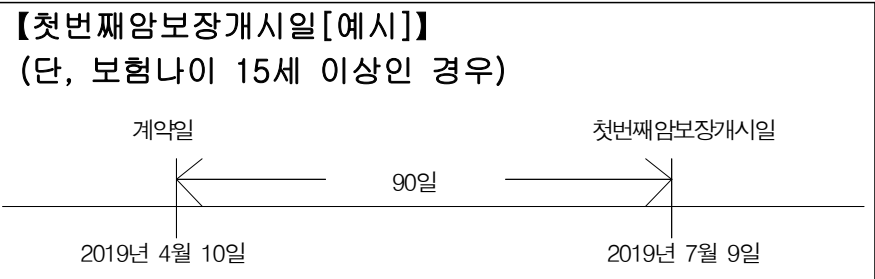 【첫번째암보장개시일[예시]】
(단, 보험나이 15세 이상인 경우)
계약일 첫번째암보장개시일
90일
2019년 4월 10일 2019년 7월 9일